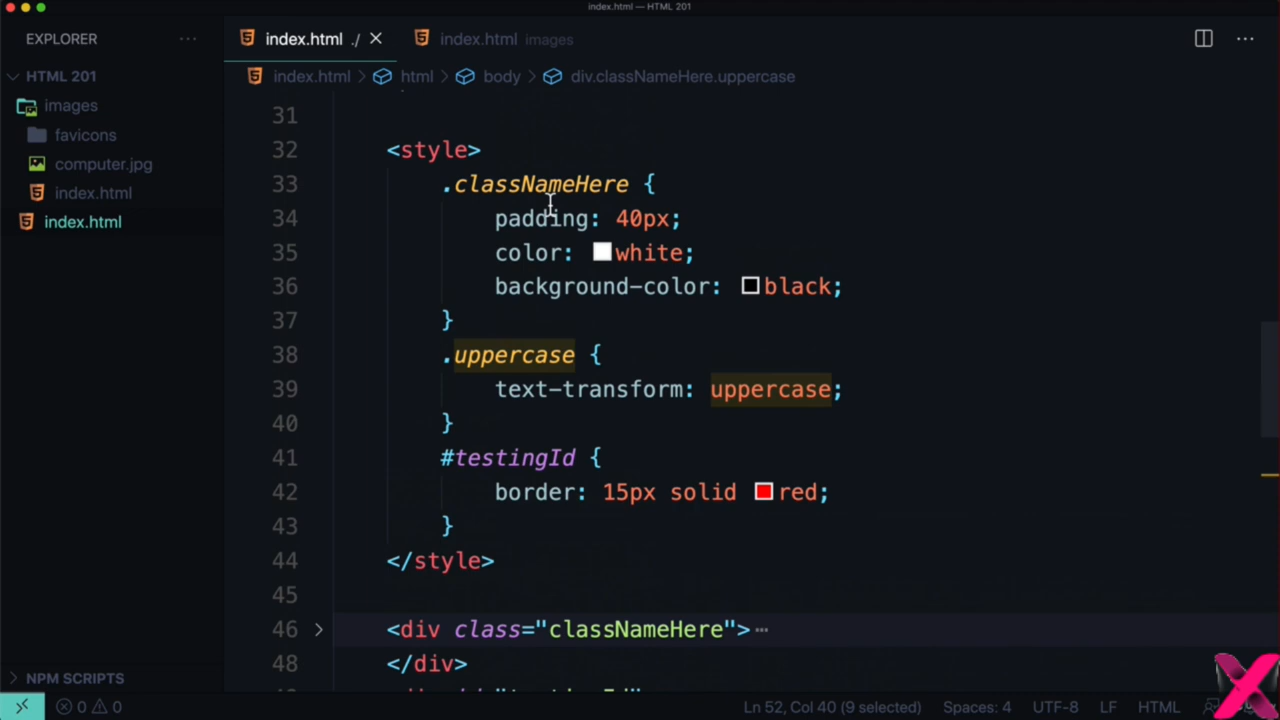 index.html — HTML 201
EXPLORER
index.html ./
index.html images
HTML 201
index.html > html > body > div.classNameHere.uppercase
images
favicons
computer.jpg
index.html
index.html
31
32 <style>
33 .classNameHere {
34 padding: 40px;
35 color: white;
36 background-color: black;
37 }
38 .uppercase {
39 text-transform: uppercase;
40 }
41 #testingId {
42 border: 15px solid red;
43 }
44 </style>
45
46 <div class="classNameHere">
48 </div>
NPM SCRIPTS
0 0
Ln 52, Col 40 (9 selected) Spaces: 4 UTF-8 LF HTML